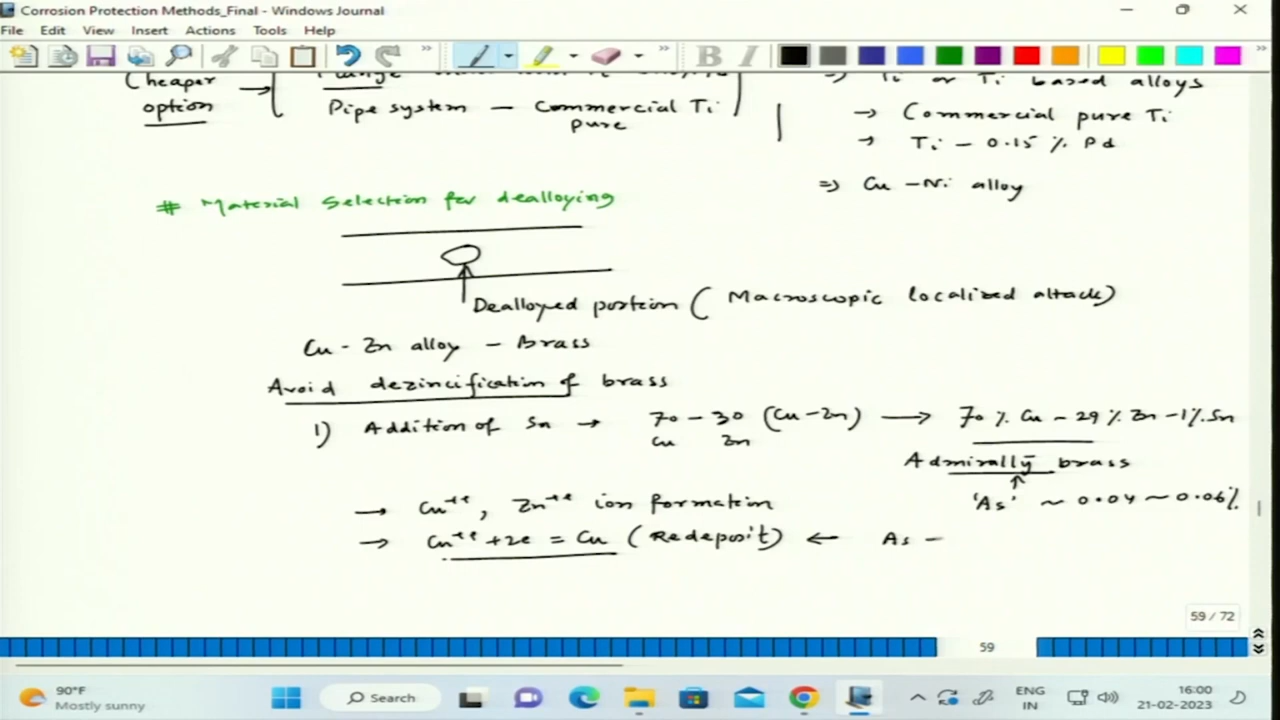 Corrosion Protection Methods_Final - Windows Journal
File Edit View Insert Actions Tools Help
Cheaper
option
Pipe system - Commercial Ti
pure
Ti or Ti based alloys
→ Commercial pure Ti
→ Ti - 0.15 % Pd
⇒ Cu -Ni alloy
# Material Selection for dealloying
Dealloyed portion (Macroscopic localized attack)
Cu - Zn alloy - Brass
Avoid dezincification of brass
1) Addition of Sn → 70 - 30 (Cu-Zn) → 70 % Cu - 29 % Zn - 1% Sn
Cu Zn
Admirally brass
'As' ~ 0.04 ~ 0.06%
→ Cu++, Zn++ ion formation
→ Cu++ +2e = Cu (Redeposit) ← As -
59 / 72
59
90°F
Mostly sunny
Search
ENG
IN
16:00
21-02-2023